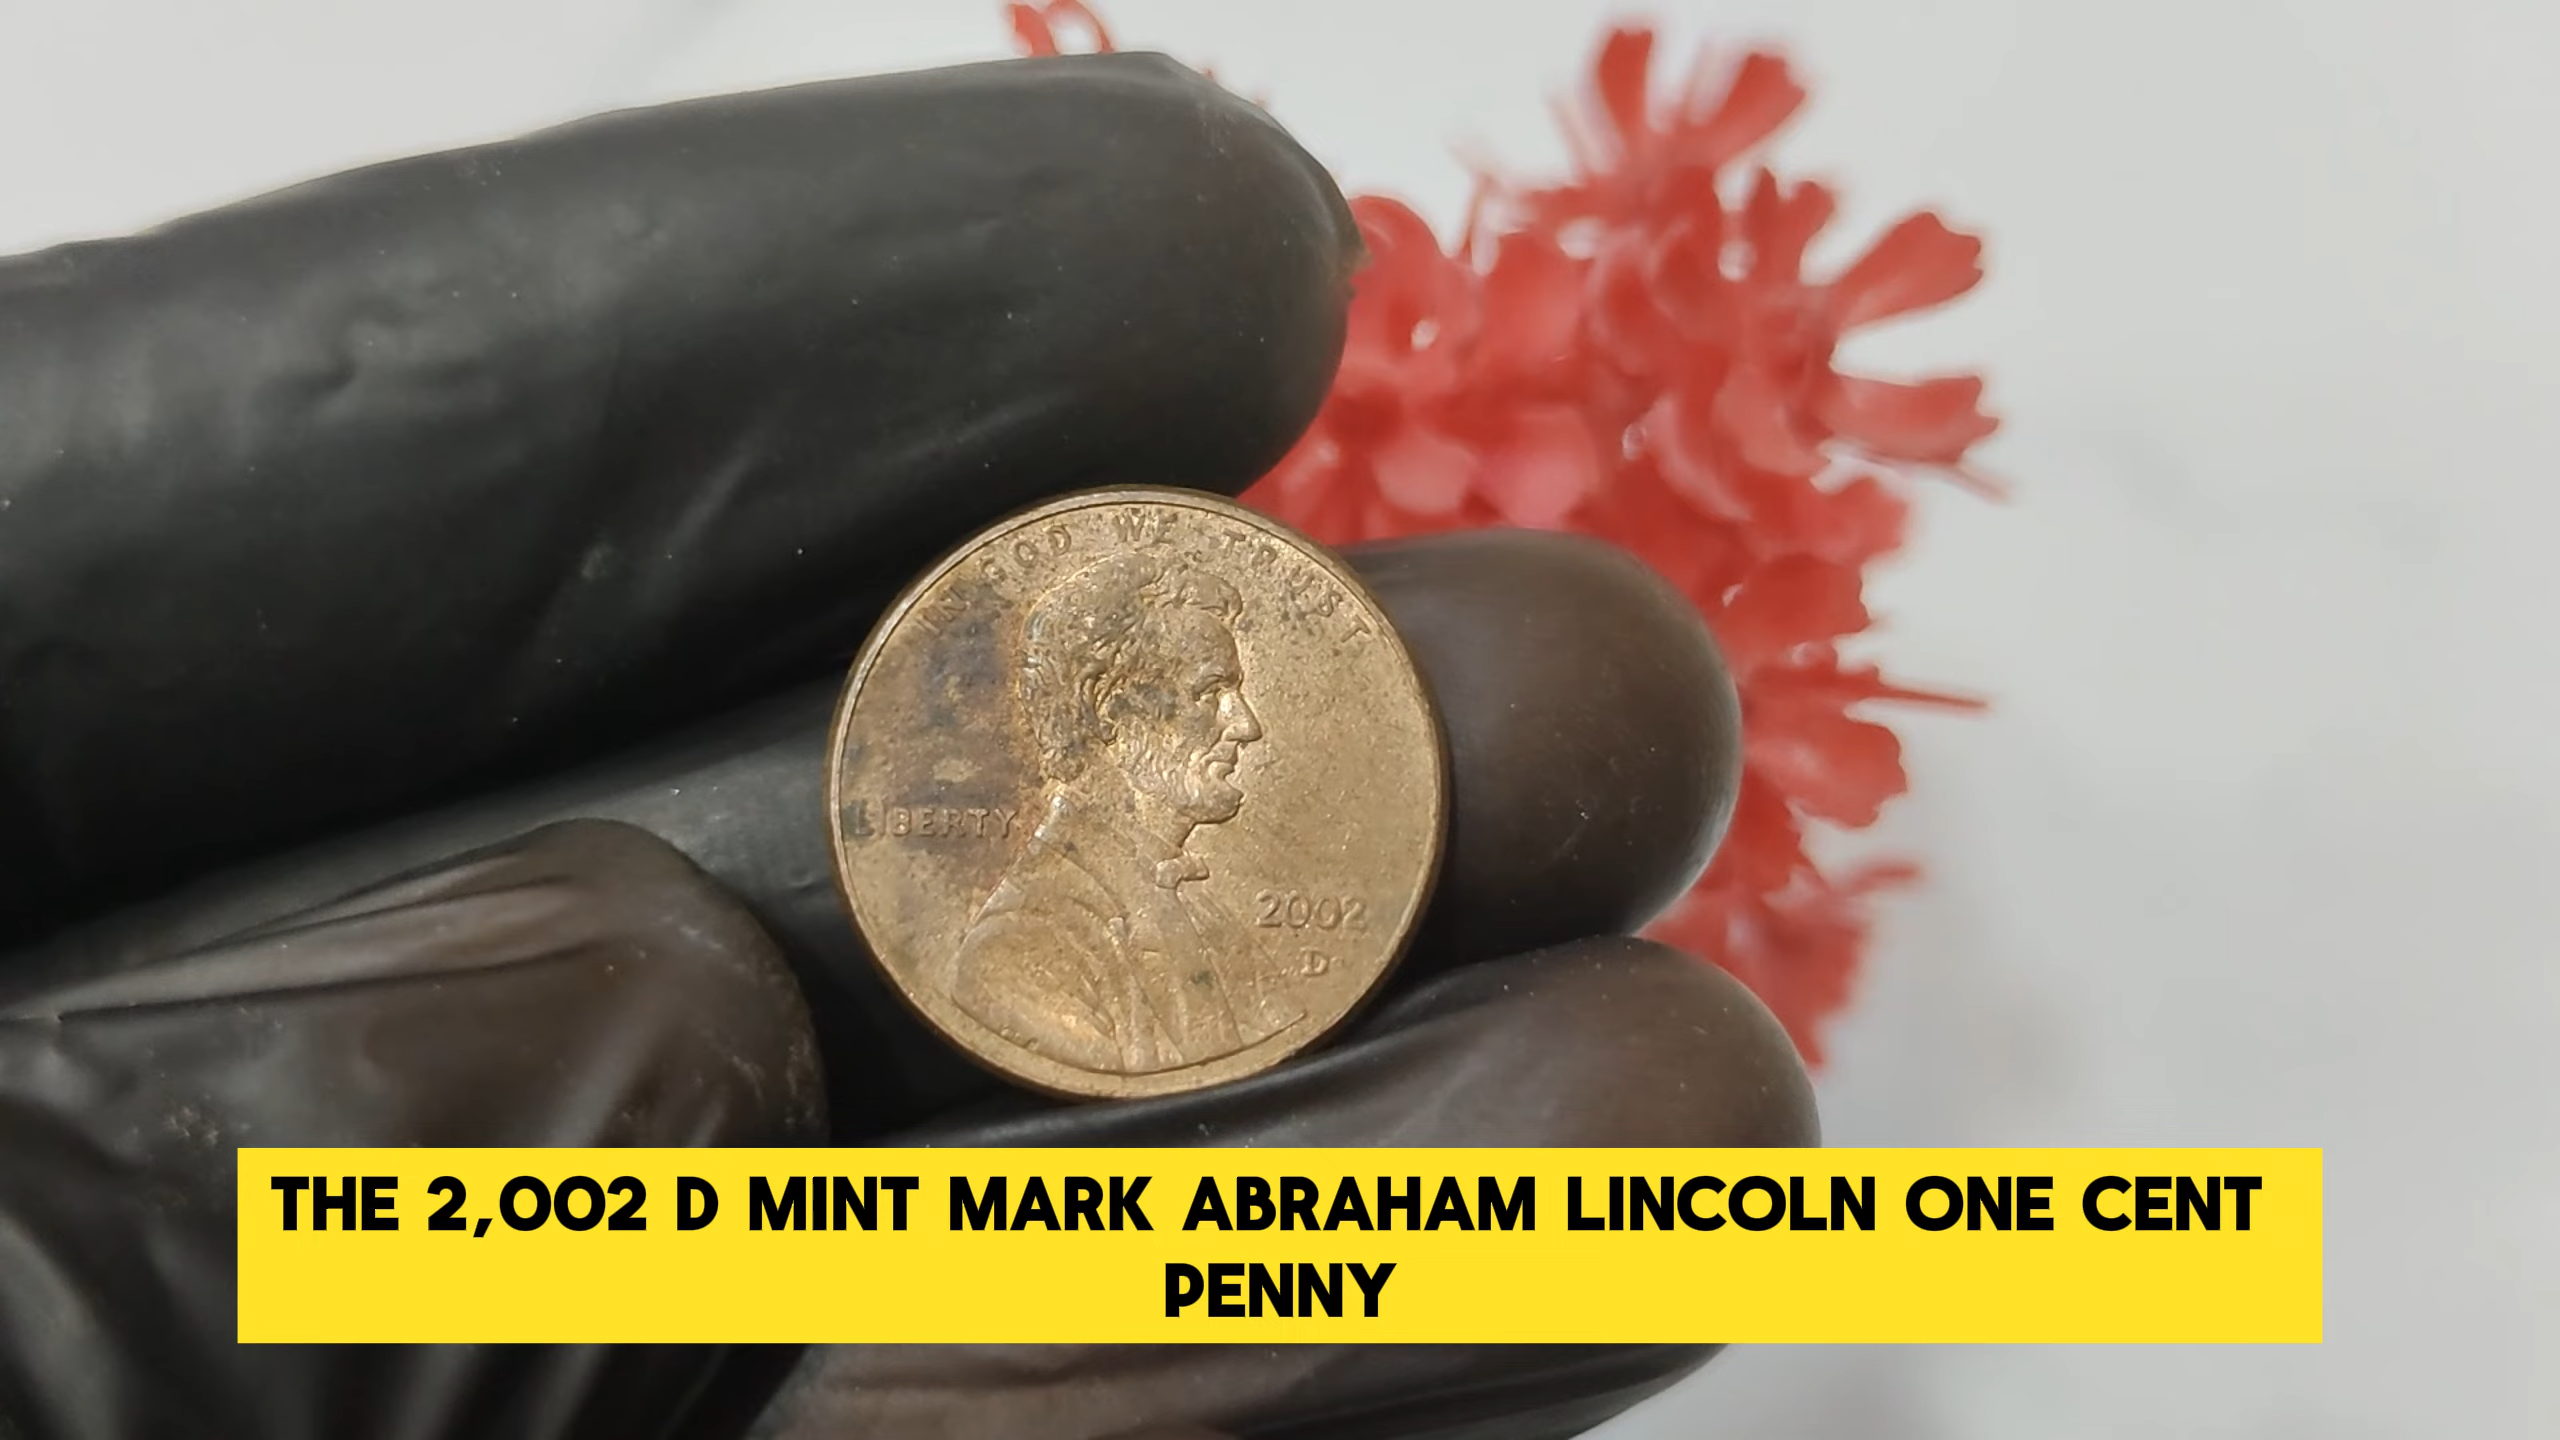 IN GOD WE TRUST
LIBERTY
2002
D
THE 2,002 D MINT MARK ABRAHAM LINCOLN ONE CENT
PENNY